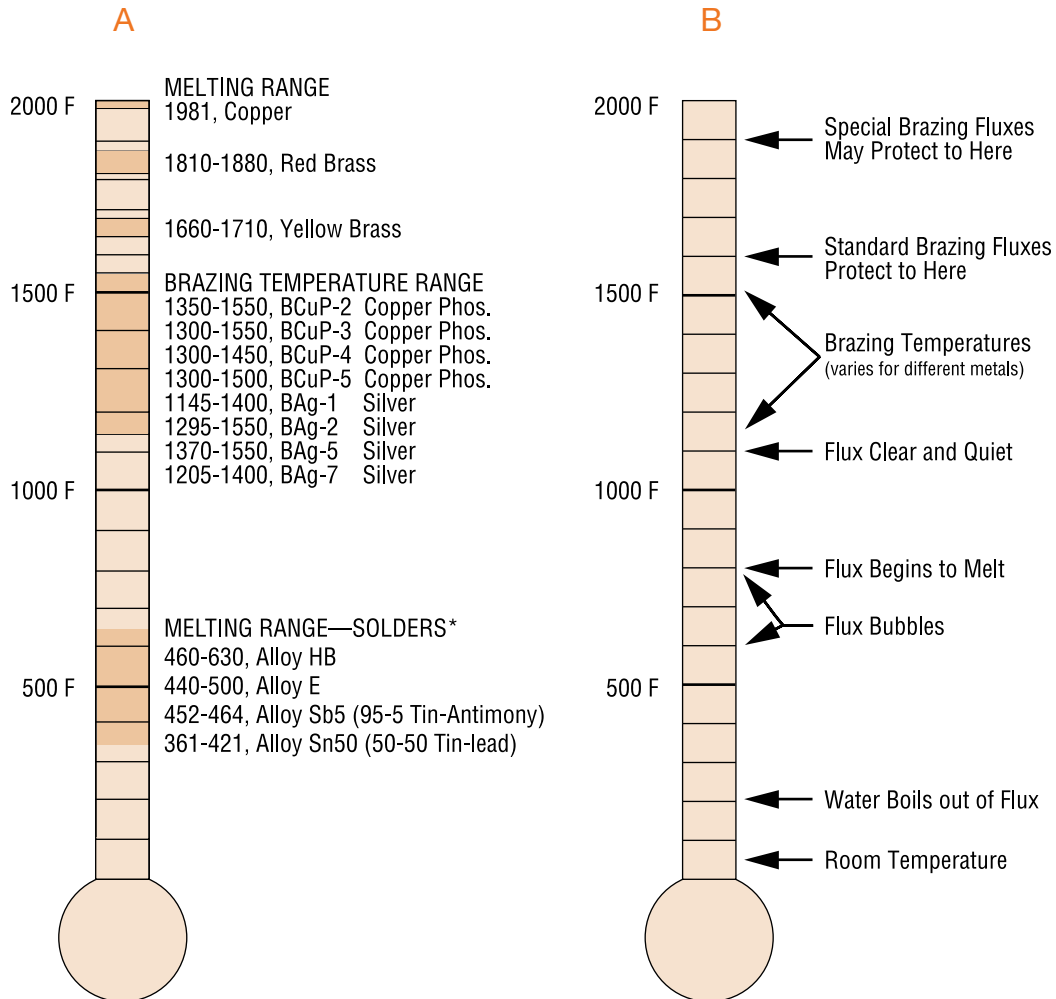 A
MELTING RANGE
2000 F
1981, Copper
1810-1880, Red Brass
1660-1710, Yellow Brass
BRAZING TEMPERATURE RANGE
1500 F
1350-1550, BCuP-2 Copper Phos.
1300-1550, BCuP-3 Copper Phos.
1300-1450, BCuP-4 Copper Phos.
1300-1500, BCuP-5 Copper Phos.
1145-1400, BAg-1 Silver
1295-1550, BAg-2 Silver
1370-1550, BAg-5 Silver
1205-1400, BAg-7 Silver
1000 F
MELTING RANGE—SOLDERS*
460-630, Alloy HB
500 F
440-500, Alloy E
452-464, Alloy Sb5 (95-5 Tin-Antimony)
361-421, Alloy Sn50 (50-50 Tin-lead)
B
2000 F
Special Brazing Fluxes
May Protect to Here
Standard Brazing Fluxes
Protect to Here
1500 F
Brazing Temperatures
(varies for different metals)
Flux Clear and Quiet
1000 F
Flux Begins to Melt
Flux Bubbles
500 F
Water Boils out of Flux
Room Temperature